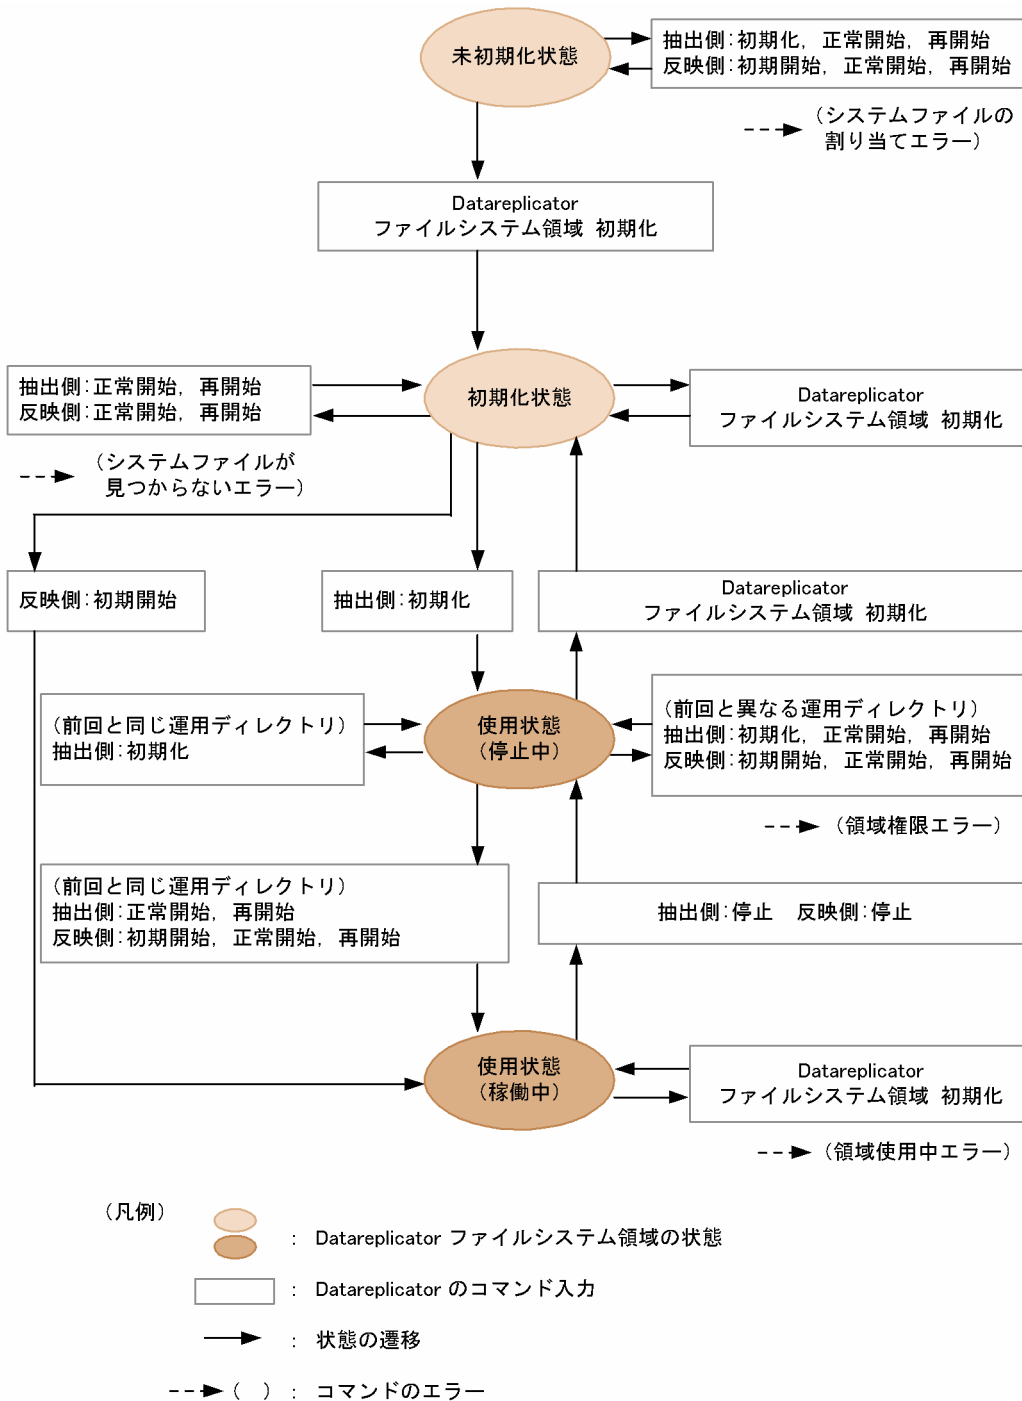 未初期化状態
抽出側:初期化，正常開始，再開始
反映側:初期開始，正常開始，再開始
（システムファイルの
割り当てエラー）
Datareplicator
ファイルシステム領域 初期化
抽出側:正常開始，再開始
反映側:正常開始，再開始
初期化状態
Datareplicator
ファイルシステム領域 初期化
（システムファイルが
見つからないエラー）
反映側:初期開始
抽出側:初期化
Datareplicator
ファイルシステム領域 初期化
（前回と同じ運用ディレクトリ）
抽出側:初期化
使用状態
（停止中）
（前回と異なる運用ディレクトリ）
抽出側:初期化，正常開始，再開始
反映側:初期開始，正常開始，再開始
（領域権限エラー）
（前回と同じ運用ディレクトリ）
抽出側:正常開始，再開始
反映側:初期開始，正常開始，再開始
抽出側:停止　反映側:停止
使用状態
（稼働中）
Datareplicator
ファイルシステム領域 初期化
（領域使用中エラー）
（凡例）
： Datareplicator ファイルシステム領域の状態
： Datareplicator のコマンド入力
： 状態の遷移
（　）： コマンドのエラー